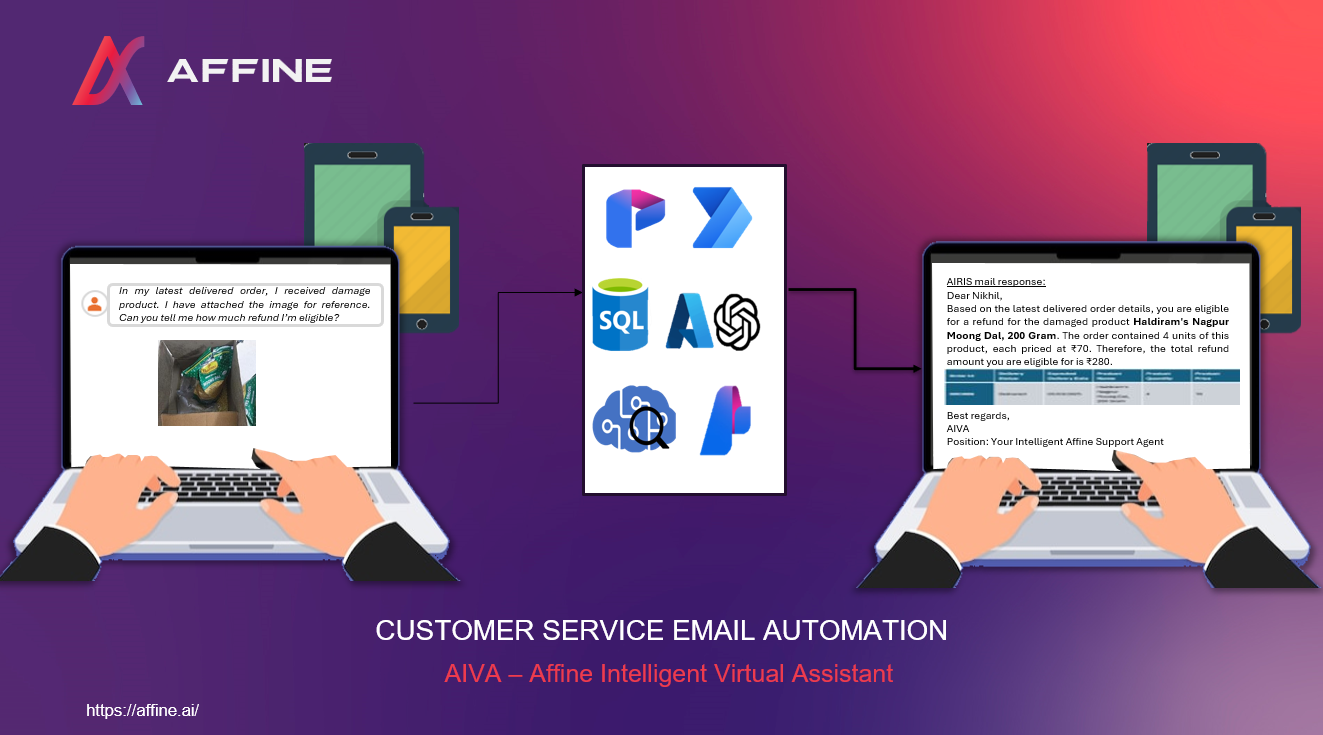 AFFINE
In my latest delivered order, I received damage
product. I have attached the image for reference.
Can you tell me how much refund I'm eligible?
SQL
AIRIS mail response:
Dear Nikhil,
Based on the latest delivered order details, you are eligible
for a refund for the damaged product Haldiram's Nagpur
Moong Dal, 200 Gram. The order contained 4 units of this
product, each priced at ₹70. Therefore, the total refund
amount you are eligible for is ₹280.
Best regards,
AIVA
Position: Your Intelligent Affine Support Agent
CUSTOMER SERVICE EMAIL AUTOMATION
AIVA – Affine Intelligent Virtual Assistant
https://affine.ai/